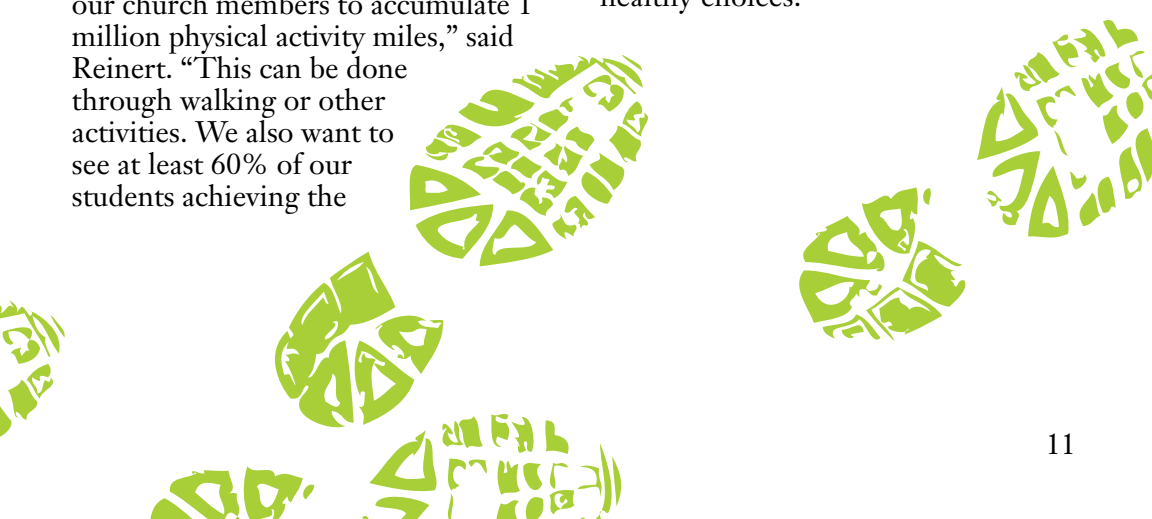 our church members to accumulate 1
million physical activity miles,” said
Reinert. “This can be done
through walking or other
activities. We also want to
see at least 60% of our
students achieving the
healthy choices.
11